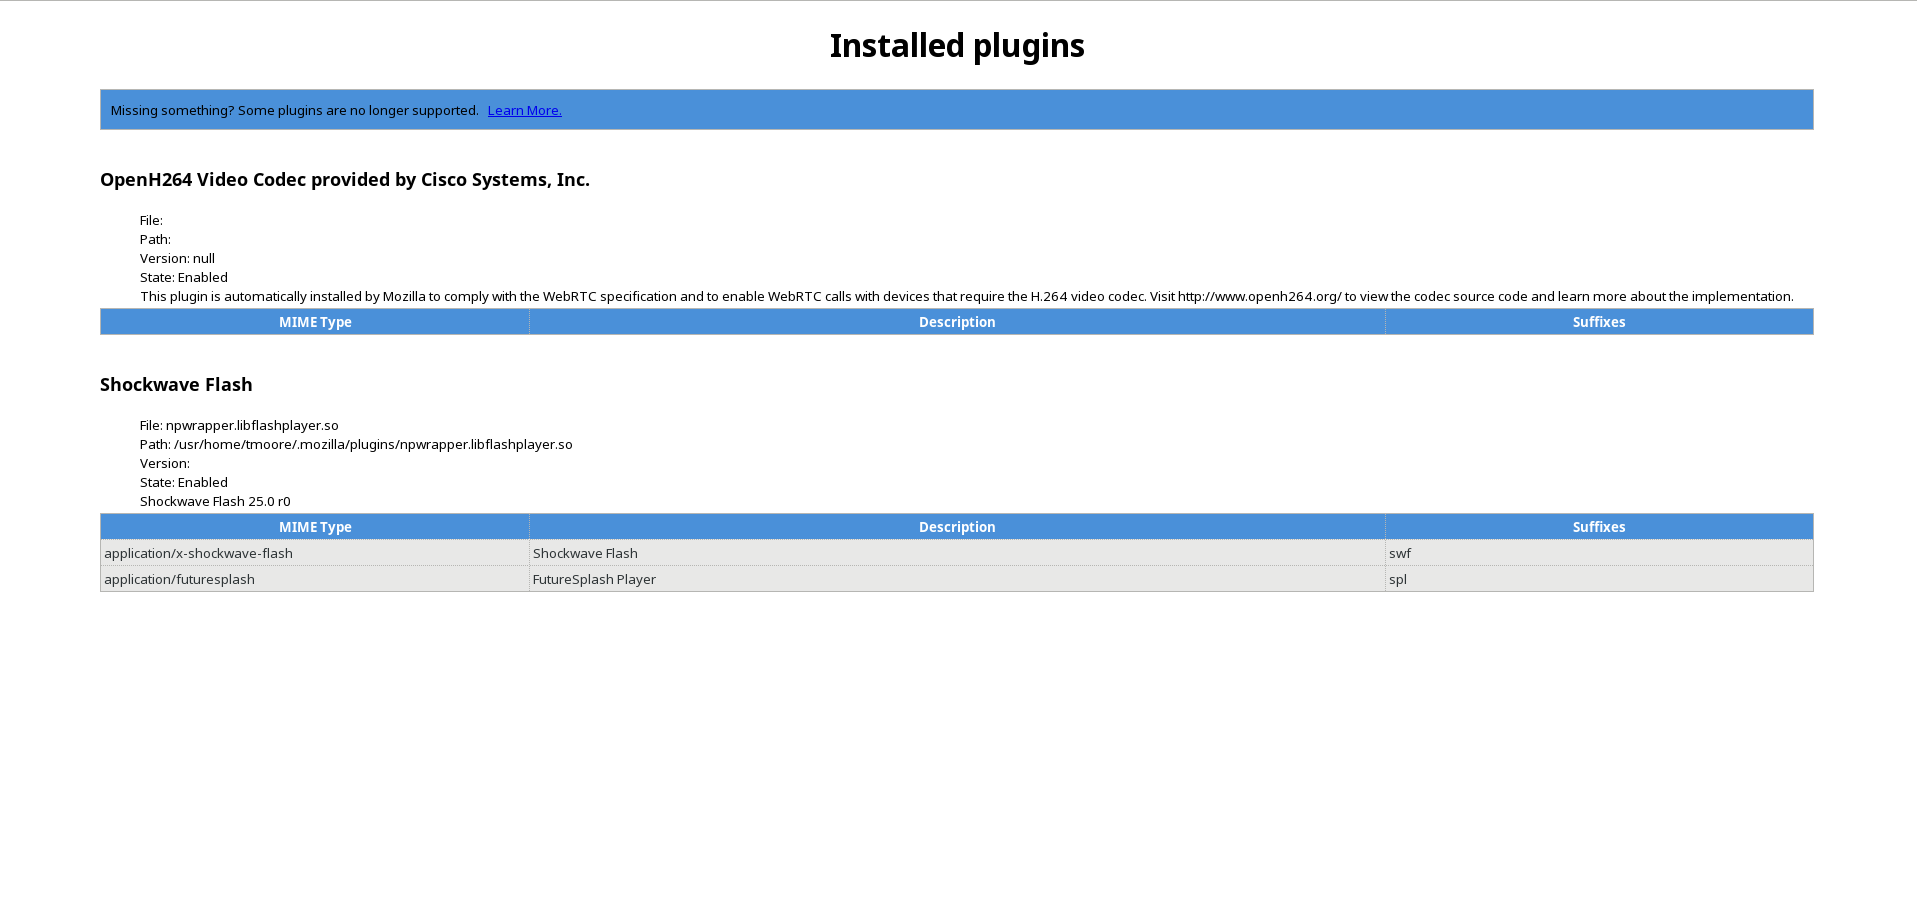 Installed plugins
Missing something? Some plugins are no longer supported. Learn More.
OpenH264 Video Codec provided by Cisco Systems, Inc.
File:
Path:
Version: null
State: Enabled
This plugin is automatically installed by Mozilla to comply with the WebRTC specification and to enable WebRTC calls with devices that require the H.264 video codec. Visit http://www.openh264.org/ to view the codec source code and learn more about the implementation.
MIME Type Description Suffixes
Shockwave Flash
File: npwrapper.libflashplayer.so
Path: /usr/home/tmoore/.mozilla/plugins/npwrapper.libflashplayer.so
Version:
State: Enabled
Shockwave Flash 25.0 r0
MIME Type Description Suffixes
application/x-shockwave-flash Shockwave Flash swf
application/futuresplash FutureSplash Player spl